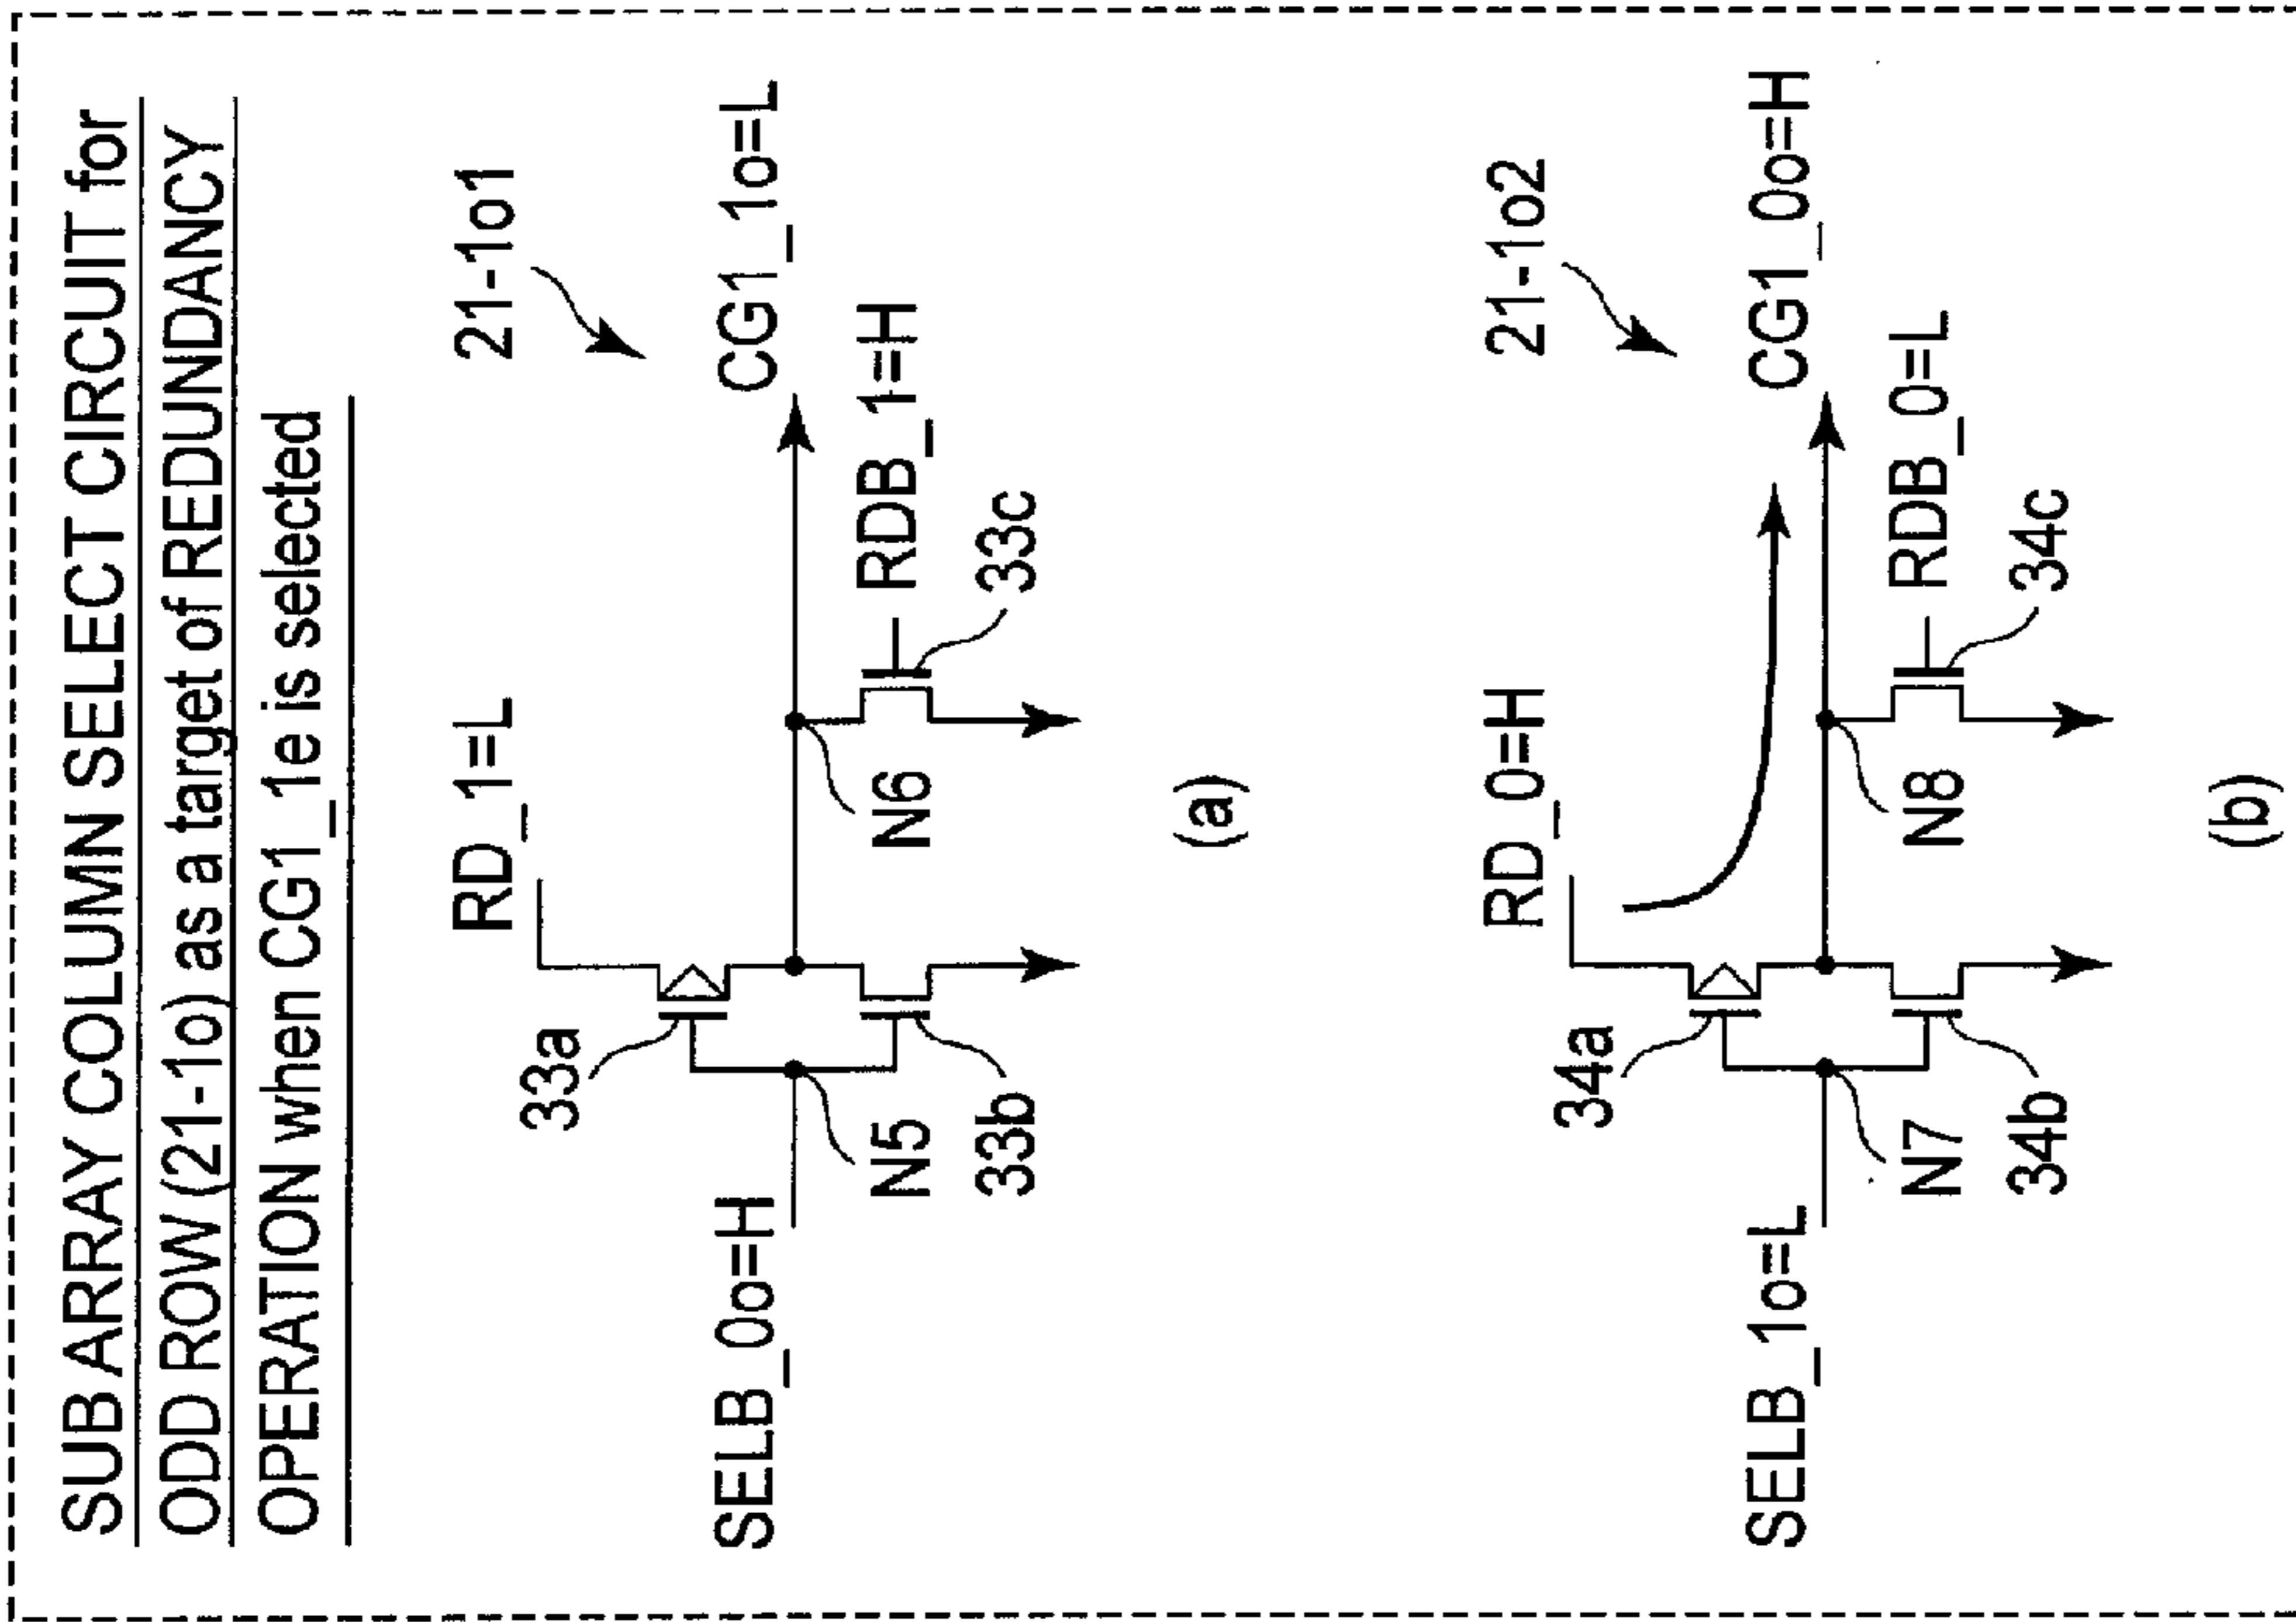 SUB ARRAY COLUMN SELECT CIRCUIT for
ODD ROW (21-1o) as a target of REDUNDANCY
OPERATION when CG1_1e is selected
RD_1=L
21-1o1
33a
SELB_0o=H
CG1_1o=L
N5
N6
RDB_1=H
33b
33c
(a)
RD_0=H
21-1o2
34a
SELB_1o=L
CG1_0o=H
N7
N8
RDB_0=L
34b
34c
(b)